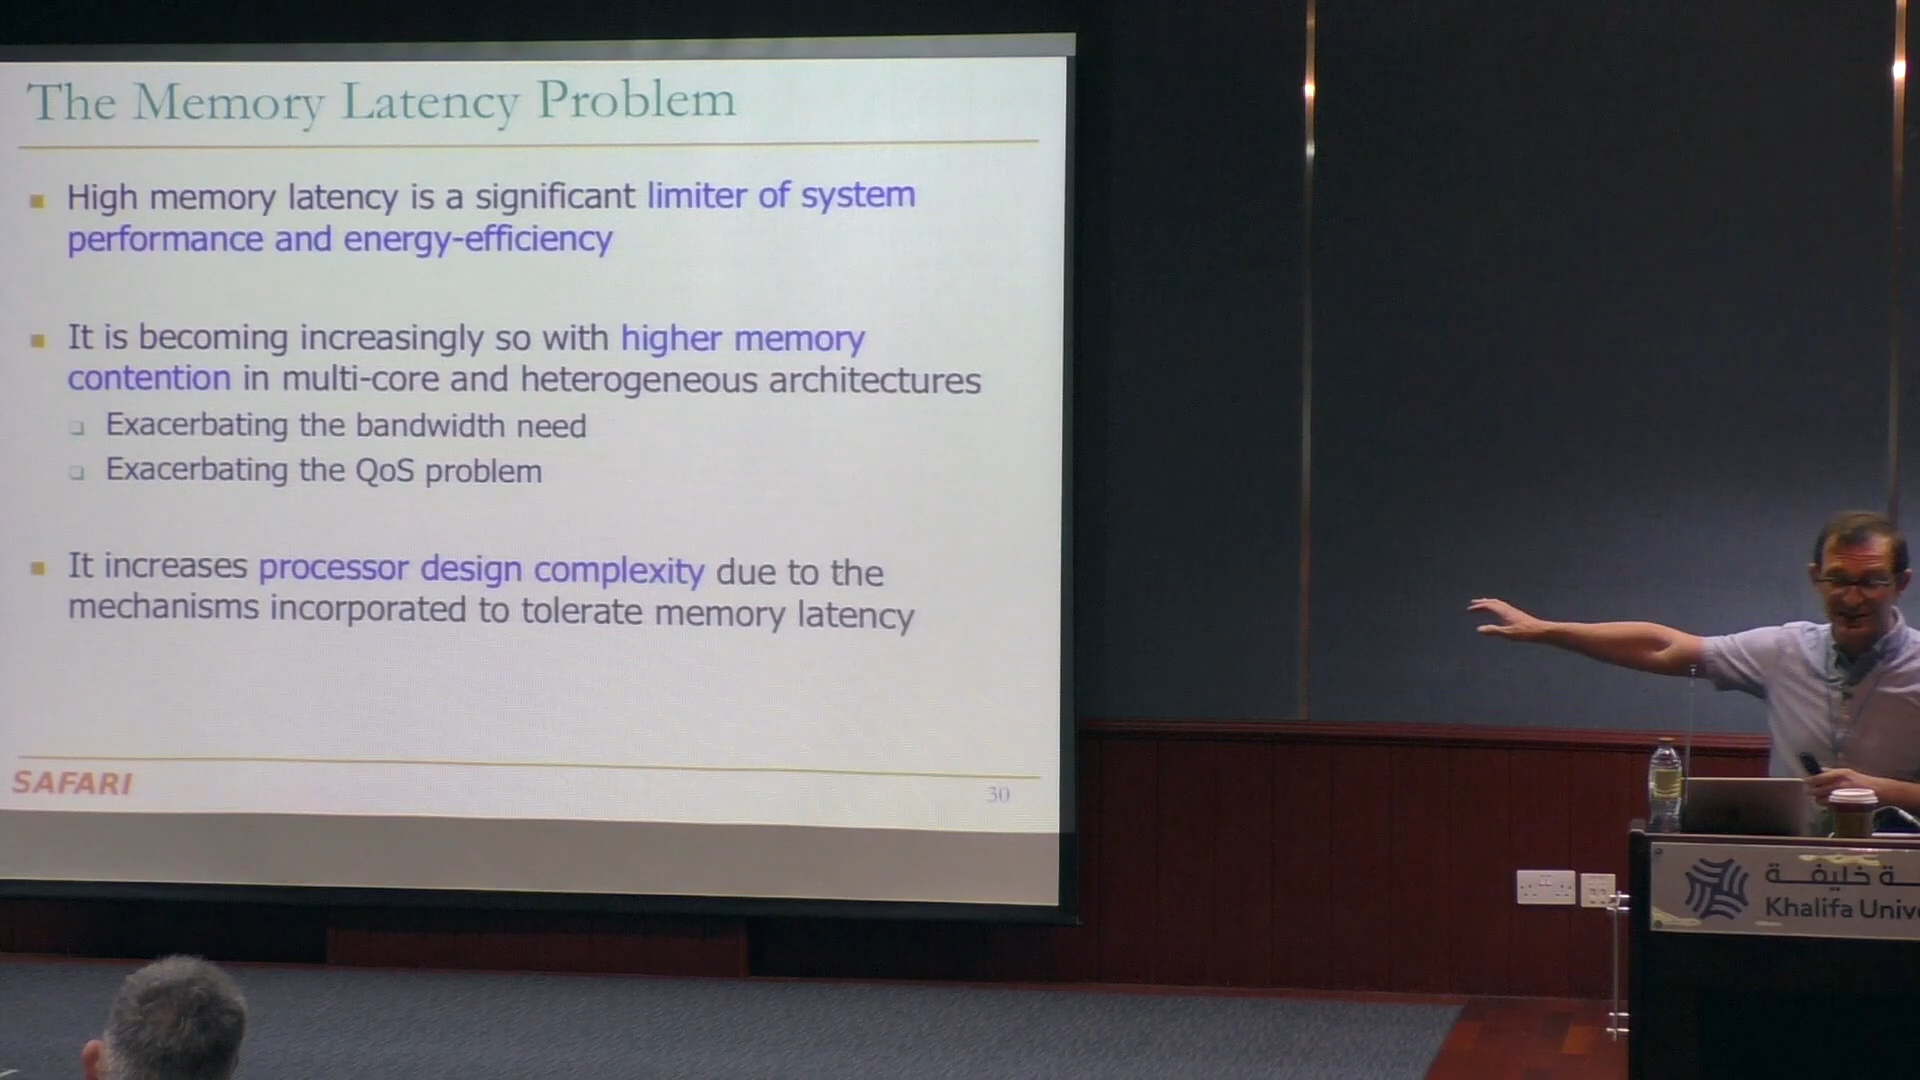 The Memory Latency Problem
High memory latency is a significant limiter of system
performance and energy-efficiency
It is becoming increasingly so with higher memory
contention in multi-core and heterogeneous architectures
Exacerbating the bandwidth need
Exacerbating the QoS problem
It increases processor design complexity due to the
mechanisms incorporated to tolerate memory latency
SAFARI
30
خليفة
Khalifa